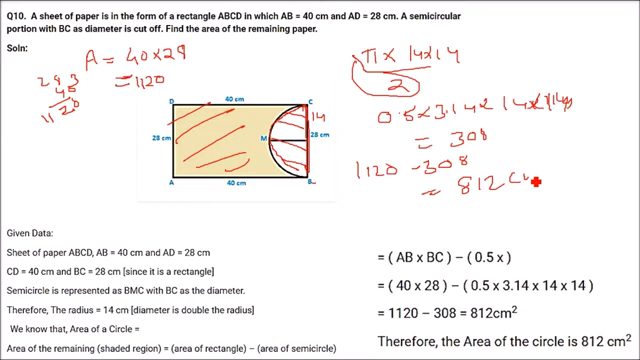 Q10. A sheet of paper is in the form of a rectangle ABCD in which AB = 40 cm and AD = 28 cm. A semicircular
portion with BC as diameter is cut off. Find the area of the remaining paper.
Soln:
A = 40×28
= 1120
40
1120
π × 14×14
2
0.5×3.14×14×14
= 308
1120 - 308
= 812 c
D
40 cm
C
14
28 cm
M
28 cm
A
40 cm
B
Given Data:
Sheet of paper ABCD, AB = 40 cm and AD = 28 cm
CD = 40 cm and BC = 28 cm [since it is a rectangle]
Semicircle is represented as BMC with BC as the diameter.
Therefore, The radius = 14 cm [diameter is double the radius]
We know that, Area of a Circle =
Area of the remaining (shaded region) = (area of rectangle) − (area of semicircle)
= ( AB x BC ) − ( 0.5 x )
= ( 40 x 28 ) − ( 0.5 x 3.14 x 14 x 14 )
= 1120 − 308 = 812cm²
Therefore, the Area of the circle is 812 cm²